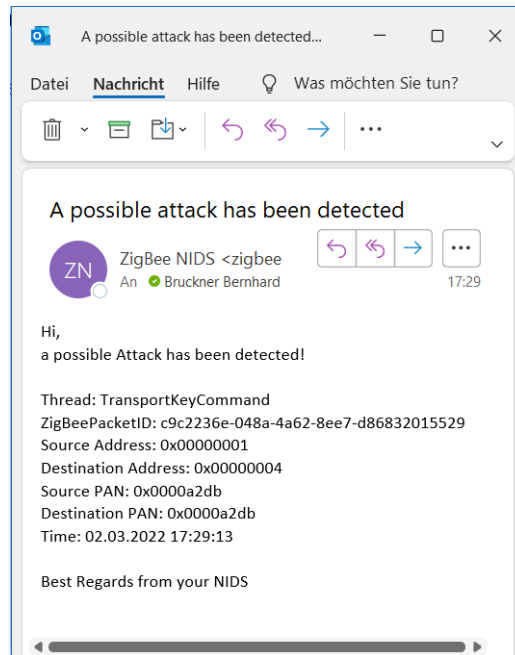 A possible attack has been detected...
Datei Nachricht Hilfe Was möchten Sie tun?
A possible attack has been detected
ZN
ZigBee NIDS <zigbee
An Bruckner Bernhard 17:29
Hi,
a possible Attack has been detected!
Thread: TransportKeyCommand
ZigBeePacketID: c9c2236e-048a-4a62-8ee7-d86832015529
Source Address: 0x00000001
Destination Address: 0x00000004
Source PAN: 0x0000a2db
Destination PAN: 0x0000a2db
Time: 02.03.2022 17:29:13
Best Regards from your NIDS